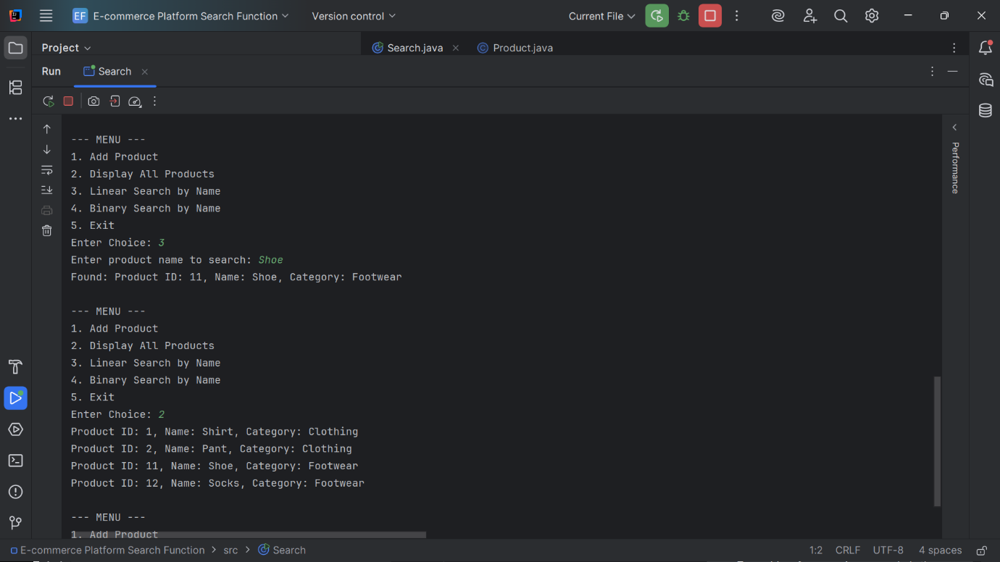 EF E-commerce Platform Search Function Version control Current File
Project Search.java Product.java
Run Search
--- MENU ---
1. Add Product
2. Display All Products
3. Linear Search by Name
4. Binary Search by Name
5. Exit
Enter Choice: 3
Enter product name to search: Shoe
Found: Product ID: 11, Name: Shoe, Category: Footwear
--- MENU ---
1. Add Product
2. Display All Products
3. Linear Search by Name
4. Binary Search by Name
5. Exit
Enter Choice: 2
Product ID: 1, Name: Shirt, Category: Clothing
Product ID: 2, Name: Pant, Category: Clothing
Product ID: 11, Name: Shoe, Category: Footwear
Product ID: 12, Name: Socks, Category: Footwear
--- MENU ---
1. Add Product
Performance
E-commerce Platform Search Function > src > Search 1:2 CRLF UTF-8 4 spaces